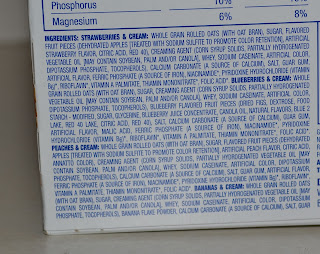 Phosphorus 10%
Magnesium 6% 8%
INGREDIENTS: STRAWBERRIES & CREAM: WHOLE GRAIN ROLLED OATS (WITH OAT BRAN), SUGAR, FLAVORED
FRUIT PIECES (DEHYDRATED APPLES [TREATED WITH SODIUM SULFITE TO PROMOTE COLOR RETENTION], ARTIFICIAL
STRAWBERRY FLAVOR, CITRIC ACID, RED 40), CREAMING AGENT (CORN SYRUP SOLIDS, PARTIALLY HYDROGENATED
VEGETABLE OIL [MAY CONTAIN SOYBEAN, PALM AND/OR CANOLA], WHEY, SODIUM CASEINATE, ARTIFICIAL COLOR,
DIPOTASSIUM PHOSPHATE, TOCOPHEROLS), CALCIUM CARBONATE (A SOURCE OF CALCIUM), SALT, GUAR GUM,
ARTIFICIAL FLAVOR, FERRIC PHOSPHATE (A SOURCE OF IRON), NIACINAMIDE*, PYRIDOXINE HYDROCHLORIDE (VITAMIN
B6)*, RIBOFLAVIN*, VITAMIN A PALMITATE, THIAMIN MONONITRATE*, FOLIC ACID*. BLUEBERRIES & CREAM: WHOLE
GRAIN ROLLED OATS (WITH OAT BRAN), SUGAR, CREAMING AGENT (CORN SYRUP SOLIDS, PARTIALLY HYDROGENATED
VEGETABLE OIL [MAY CONTAIN SOYBEAN, PALM AND/OR CANOLA], WHEY, SODIUM CASEINATE, ARTIFICIAL COLOR,
DIPOTASSIUM PHOSPHATE, TOCOPHEROLS), BLUEBERRY FLAVORED FRUIT PIECES (DRIED FIGS, DEXTROSE, FOOD
STARCH - MODIFIED, SUGAR, GLYCERINE, BLUEBERRY JUICE CONCENTRATE, CANOLA OIL, NATURAL FLAVOR, BLUE 2
LAKE, RED 40 LAKE, CITRIC ACID, RED 40), SALT, CALCIUM CARBONATE (A SOURCE OF CALCIUM), GUAR GUM,
ARTIFICIAL FLAVOR, MALIC ACID, FERRIC PHOSPHATE (A SOURCE OF IRON), NIACINAMIDE*, PYRIDOXINE
HYDROCHLORIDE (VITAMIN B6)*, RIBOFLAVIN*, VITAMIN A PALMITATE, THIAMIN MONONITRATE*, FOLIC ACID*.
PEACHES & CREAM: WHOLE GRAIN ROLLED OATS (WITH OAT BRAN), SUGAR, FLAVORED FRUIT PIECES (DEHYDRATED
APPLES [TREATED WITH SODIUM SULFITE TO PROMOTE COLOR RETENTION], ARTIFICIAL PEACH FLAVOR, CITRIC ACID,
ANNATTO COLOR), CREAMING AGENT (CORN SYRUP SOLIDS, PARTIALLY HYDROGENATED VEGETABLE OIL [MAY
CONTAIN SOYBEAN, PALM AND/OR CANOLA], WHEY, SODIUM CASEINATE, ARTIFICIAL COLOR, DIPOTASSIUM
PHOSPHATE, TOCOPHEROLS), CALCIUM CARBONATE (A SOURCE OF CALCIUM), SALT, GUAR GUM, ARTIFICIAL FLAVOR,
FERRIC PHOSPHATE (A SOURCE OF IRON), NIACINAMIDE*, PYRIDOXINE HYDROCHLORIDE (VITAMIN B6)*, RIBOFLAVIN*,
VITAMIN A PALMITATE, THIAMIN MONONITRATE*, FOLIC ACID*. BANANAS & CREAM: WHOLE GRAIN ROLLED OATS
(WITH OAT BRAN), SUGAR, CREAMING AGENT (CORN SYRUP SOLIDS, PARTIALLY HYDROGENATED VEGETABLE OIL [MAY
CONTAIN SOYBEAN, PALM AND/OR CANOLA], WHEY, SODIUM CASEINATE, ARTIFICIAL COLOR, DIPOTASSIUM
PHOSPHATE, TOCOPHEROLS), BANANA FLAKE POWDER, CALCIUM CARBONATE (A SOURCE OF CALCIUM), SALT, GUAR